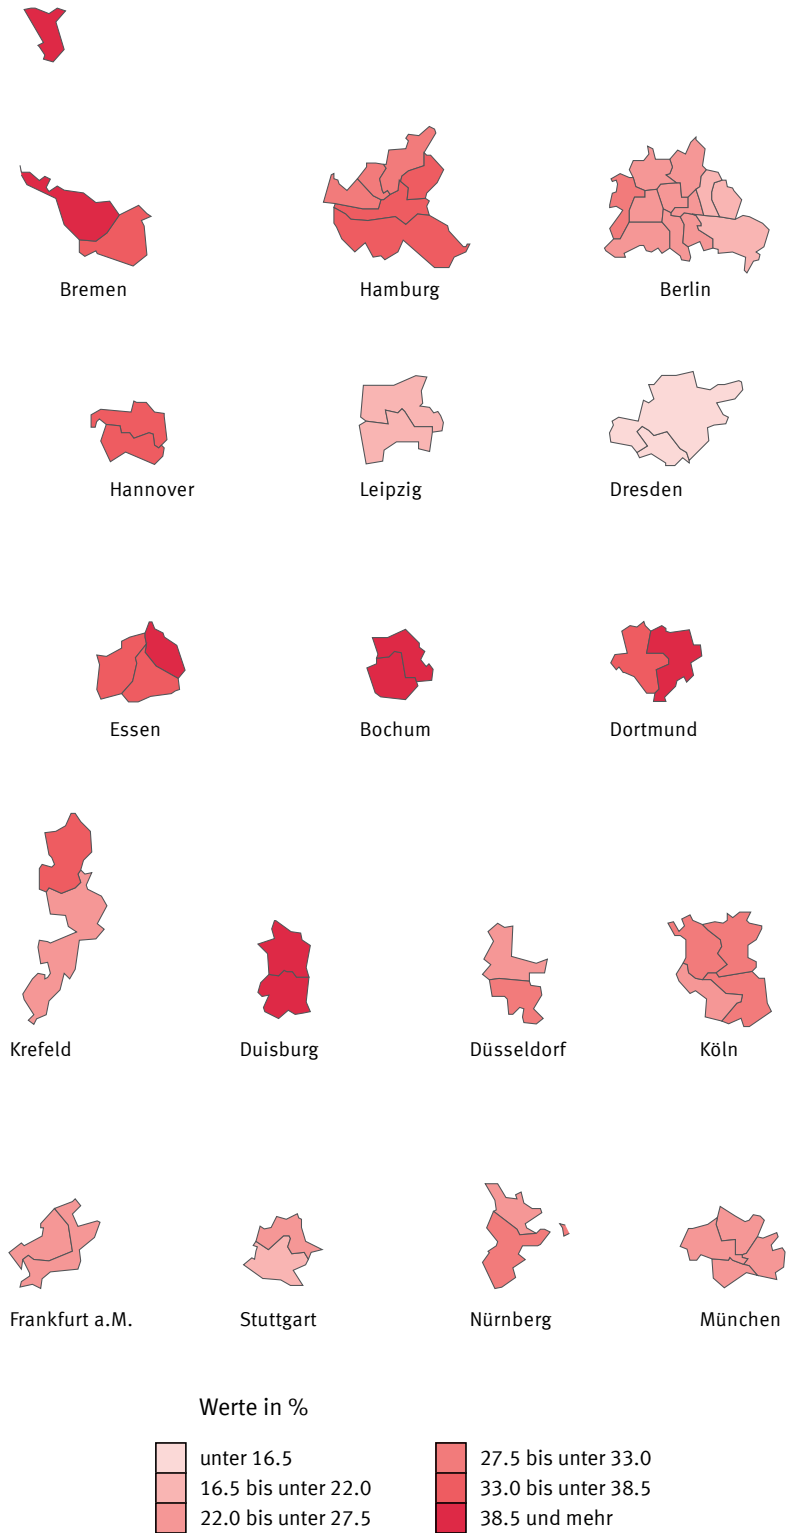 Bremen
Hamburg
Berlin
Hannover
Leipzig
Dresden
Essen
Bochum
Dortmund
Krefeld
Duisburg
Düsseldorf
Köln
Frankfurt a.M.
Stuttgart
Nürnberg
München
Werte in %
unter 16.5
16.5 bis unter 22.0
22.0 bis unter 27.5
27.5 bis unter 33.0
33.0 bis unter 38.5
38.5 und mehr